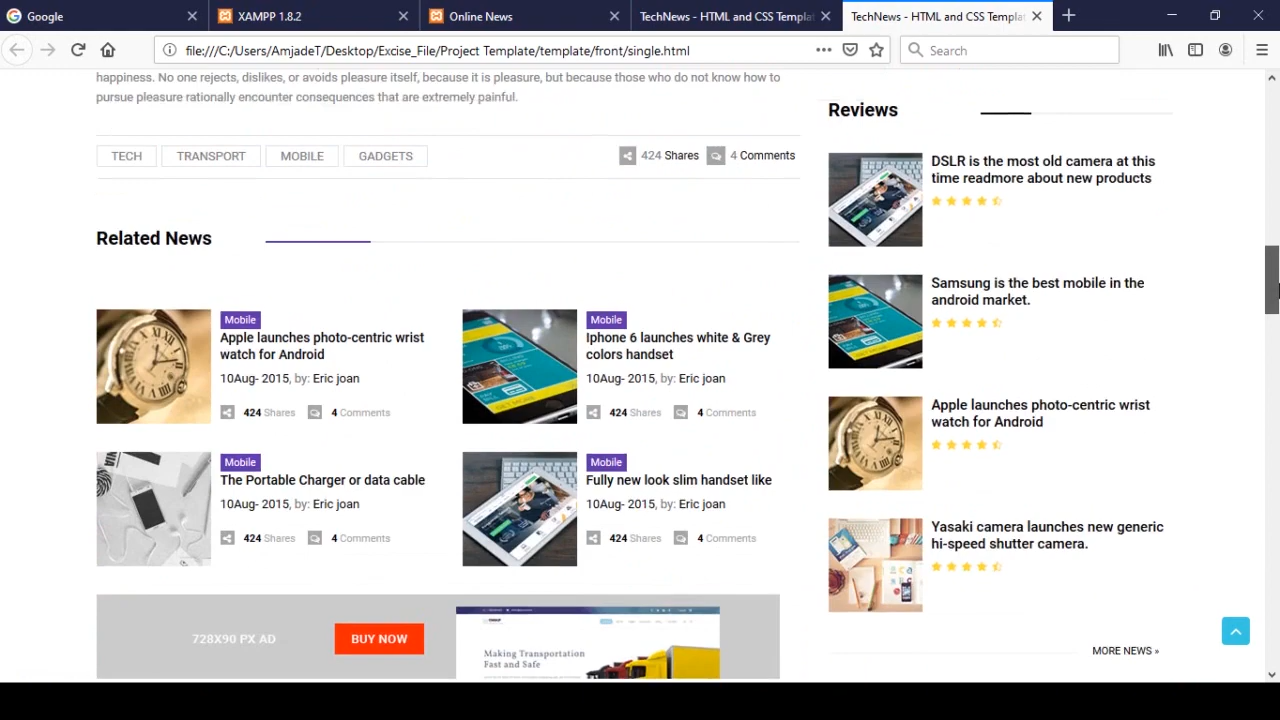 Google
XAMPP 1.8.2
Online News
TechNews - HTML and CSS Templat
TechNews - HTML and CSS Templat
file:///C:/Users/AmjadeT/Desktop/Excise_File/Project Template/template/front/single.html
Search
happiness. No one rejects, dislikes, or avoids pleasure itself, because it is pleasure, but because those who do not know how to
pursue pleasure rationally encounter consequences that are extremely painful.
TECH
TRANSPORT
MOBILE
GADGETS
424 Shares
4 Comments
Related News
Mobile
Apple launches photo-centric wrist
watch for Android
10Aug- 2015, by: Eric joan
424 Shares
4 Comments
Mobile
Iphone 6 launches white & Grey
colors handset
10Aug- 2015, by: Eric joan
424 Shares
4 Comments
Mobile
The Portable Charger or data cable
10Aug- 2015, by: Eric joan
424 Shares
4 Comments
Mobile
Fully new look slim handset like
10Aug- 2015, by: Eric joan
424 Shares
4 Comments
728X90 PX AD
BUY NOW
Making Transportation
Fast and Safe
Reviews
DSLR is the most old camera at this
time readmore about new products
Samsung is the best mobile in the
android market.
Apple launches photo-centric wrist
watch for Android
Yasaki camera launches new generic
hi-speed shutter camera.
MORE NEWS »